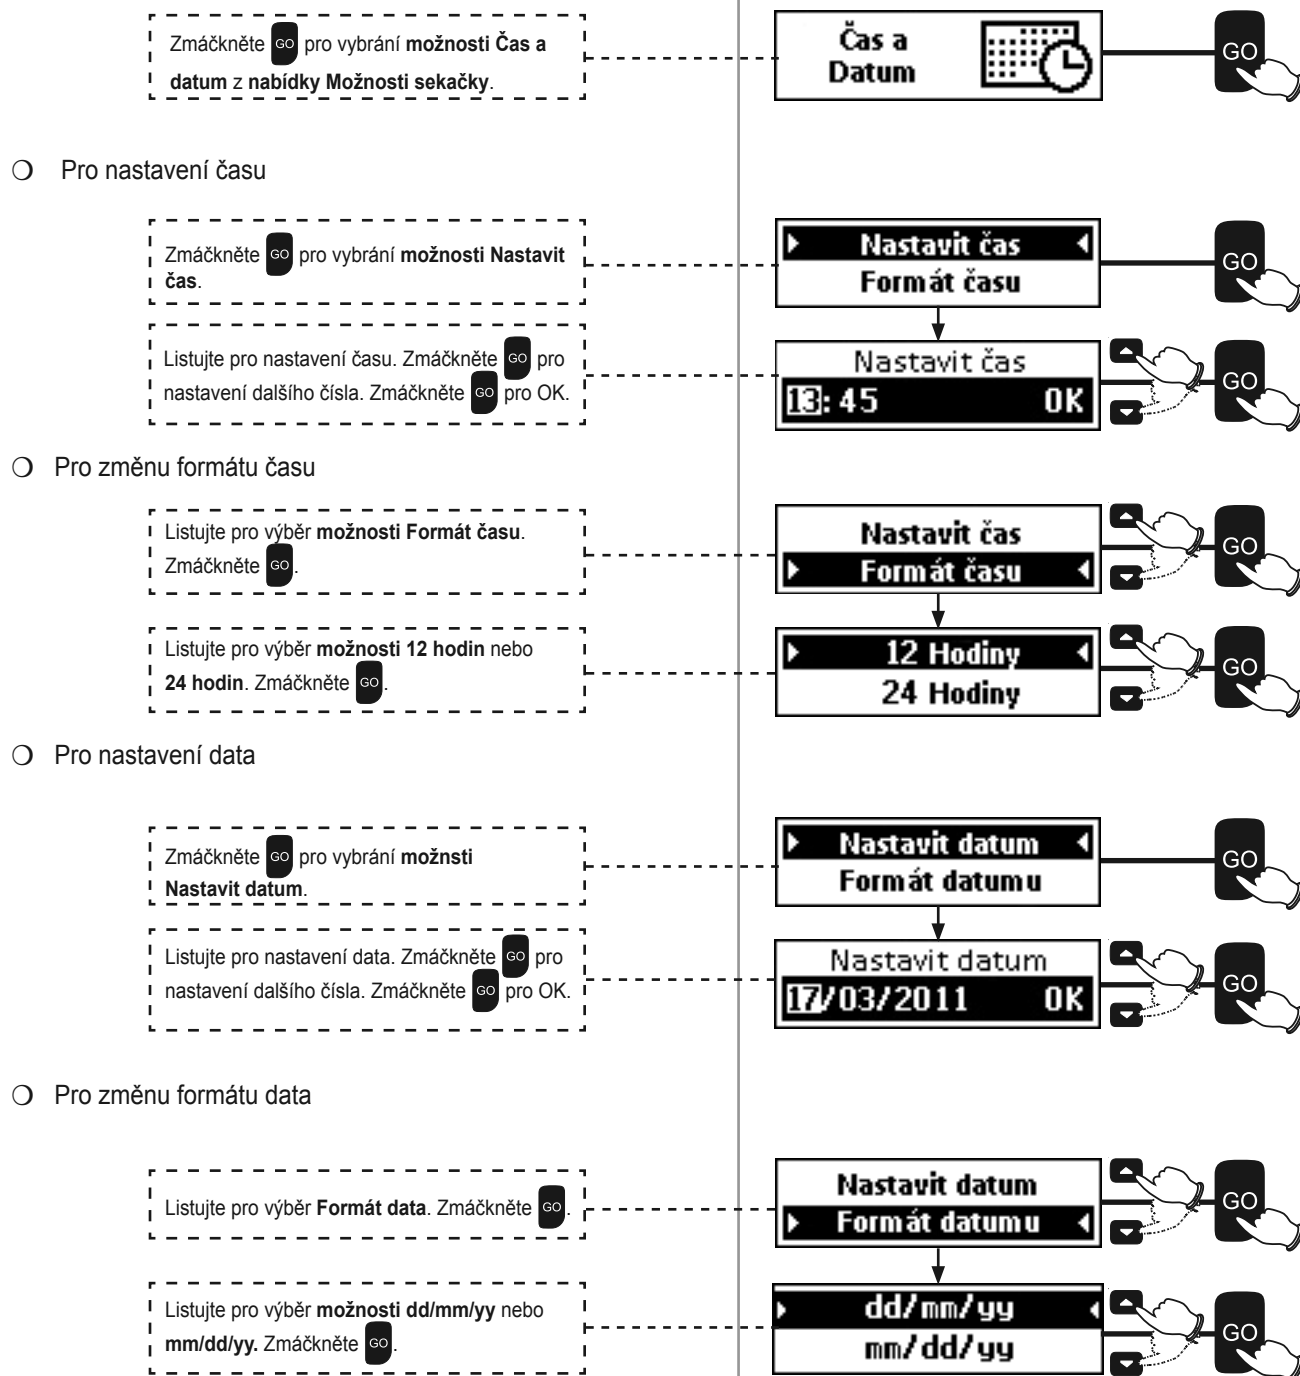 Zmáčkněte GO pro vybrání možnosti Čas a
datum z nabídky Možnosti sekačky.
Čas a
Datum
GO
Pro nastavení času
Zmáčkněte GO pro vybrání možnosti Nastavit
čas.
Nastavit čas
Formát času
GO
Listujte pro nastavení času. Zmáčkněte GO pro
nastavení dalšího čísla. Zmáčkněte GO pro OK.
Nastavit čas
13:45 OK
GO
Pro změnu formátu času
Listujte pro výběr možnosti Formát času.
Zmáčkněte GO.
Nastavit čas
Formát času
GO
Listujte pro výběr možnosti 12 hodin nebo
24 hodin. Zmáčkněte GO.
12 Hodiny
24 Hodiny
GO
Pro nastavení data
Zmáčkněte GO pro vybrání možnsti
Nastavit datum.
Nastavit datum
Formát datumu
GO
Listujte pro nastavení data. Zmáčkněte GO pro
nastavení dalšího čísla. Zmáčkněte GO pro OK.
Nastavit datum
17/03/2011 OK
GO
Pro změnu formátu data
Listujte pro výběr Formát data. Zmáčkněte GO.
Nastavit datum
Formát datumu
GO
Listujte pro výběr možnosti dd/mm/yy nebo
mm/dd/yy. Zmáčkněte GO.
dd/mm/yy
mm/dd/yy
GO